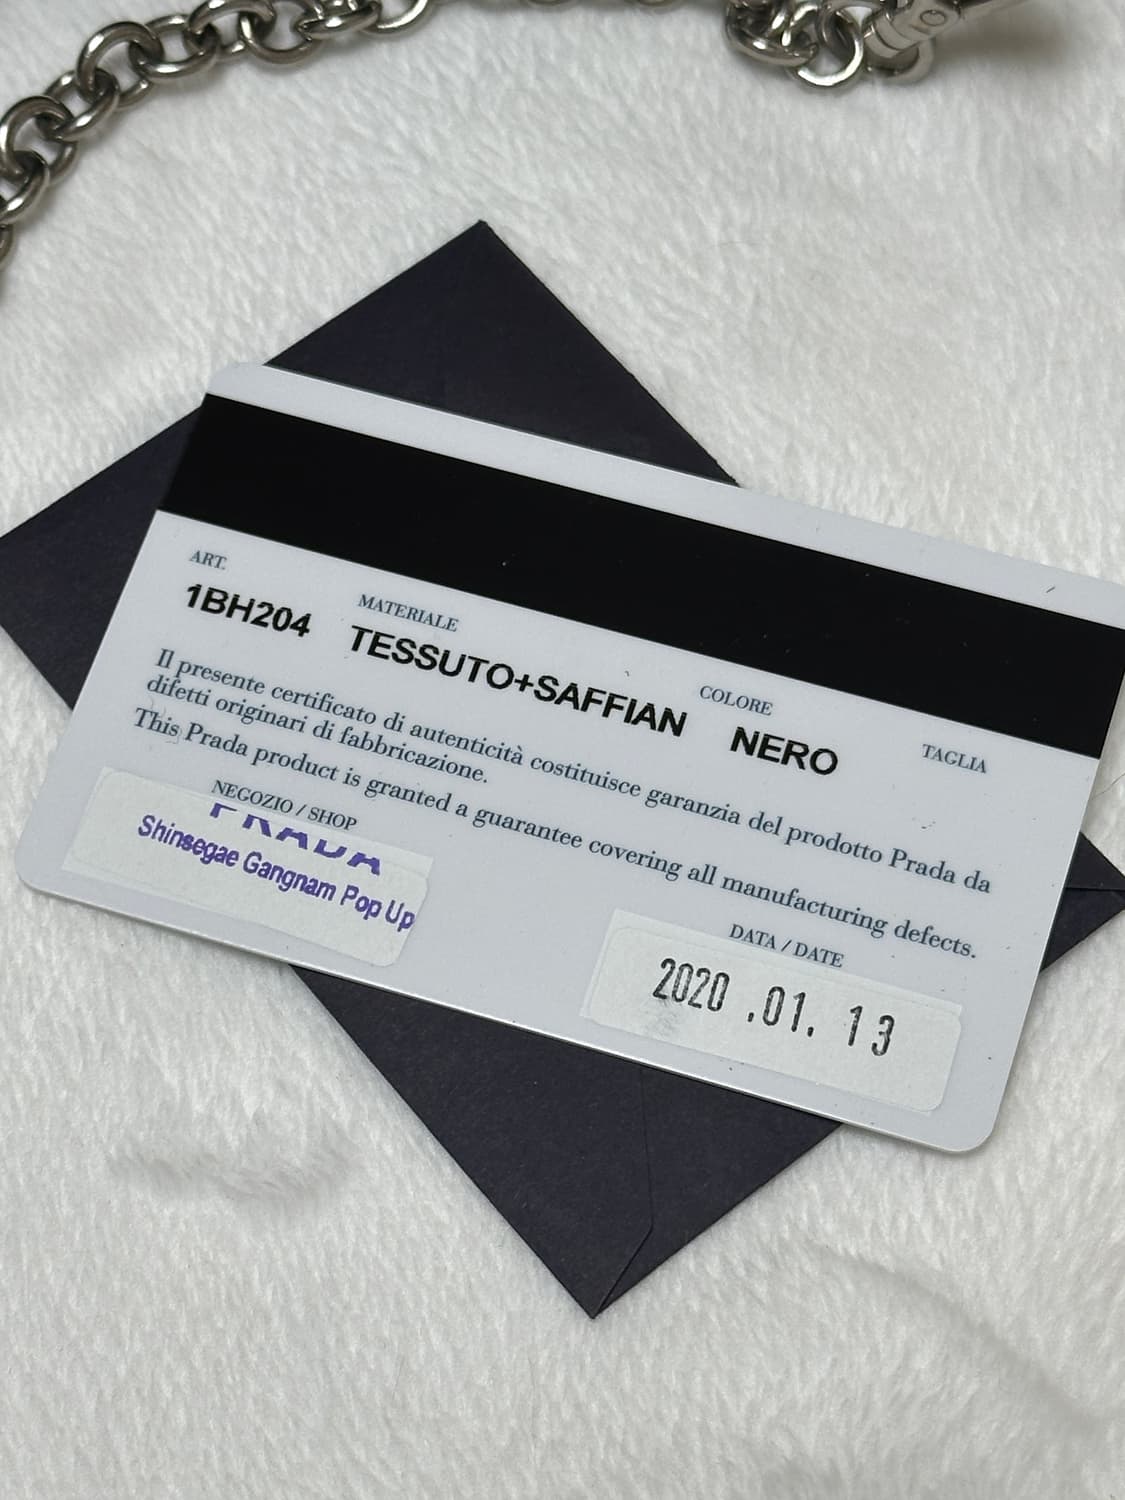 ART.
1BH204
MATERIALE
TESSUTO+SAFFIAN
COLORE
NERO
TAGLIA
Il presente certificato di autenticità costituisce garanzia del prodotto Prada da
difetti originari di fabbricazione.
This Prada product is granted a guarantee covering all manufacturing defects.
NEGOZIO / SHOP
PRADA
Shinsegae Gangnam Pop Up
DATA / DATE
2020 .01. 13